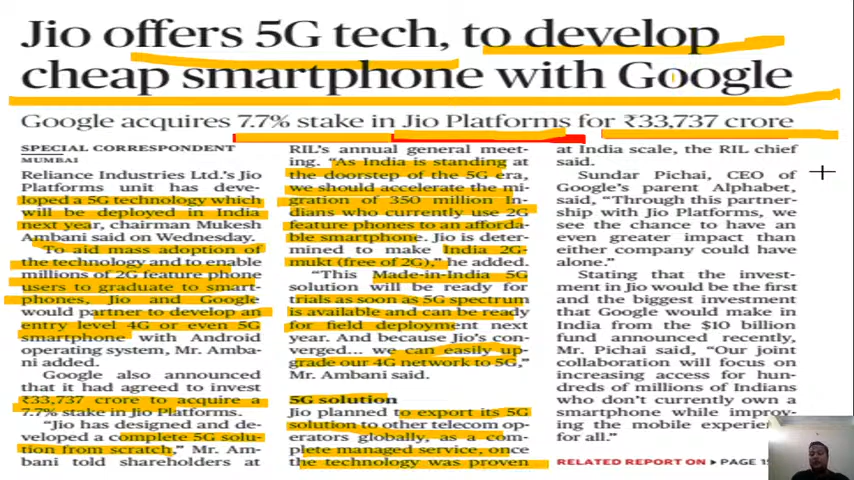 Jio offers 5G tech, to develop
cheap smartphone with Google
Google acquires 7.7% stake in Jio Platforms for ₹33,737 crore
SPECIAL CORRESPONDENT
MUMBAI
Reliance Industries Ltd.'s Jio
Platforms unit has deve-
loped a 5G technology which
will be deployed in India
next year, chairman Mukesh
Ambani said on Wednesday.
To aid mass adoption of
the technology and to enable
millions of 2G feature phone
users to graduate to smart-
phones, Jio and Google
would partner to develop an
entry level 4G or even 5G
smartphone with Android
operating system, Mr. Amba-
ni added.
Google also announced
that it had agreed to invest
₹33,737 crore to acquire a
7.7% stake in Jio Platforms.
"Jio has designed and de-
veloped a complete 5G solu-
tion from scratch," Mr. Am-
bani told shareholders at
RIL's annual general meet-
ing. "As India is standing at
the doorstep of the 5G era,
we should accelerate the mi-
gration of 350 million In-
dians who currently use 2G
feature phones to an afforda-
ble smartphone. Jio is deter-
mined to make India 2G-
mukt (free of 2G)," he added.
"This Made-in-India 5G
solution will be ready for
trials as soon as 5G spectrum
is available and can be ready
for field deployment next
year. And because Jio's con-
verged... we can easily up-
grade our 4G network to 5G,"
Mr. Ambani said.
5G solution
Jio planned to export its 5G
solution to other telecom op-
erators globally, as a com-
plete managed service, once
the technology was proven
at India scale, the RIL chief
said.
Sundar Pichai, CEO of
Google's parent Alphabet,
said, "Through this partner-
ship with Jio Platforms, we
see the chance to have an
even greater impact than
either company could have
alone."
Stating that the invest-
ment in Jio would be the first
and the biggest investment
that Google would make in
India from the $10 billion
fund announced recently,
Mr. Pichai said, "Our joint
collaboration will focus on
increasing access for hun-
dreds of millions of Indians
who don't currently own a
smartphone while improv-
ing the mobile
for all."
RELATED REPORT ON ▸ PAGE